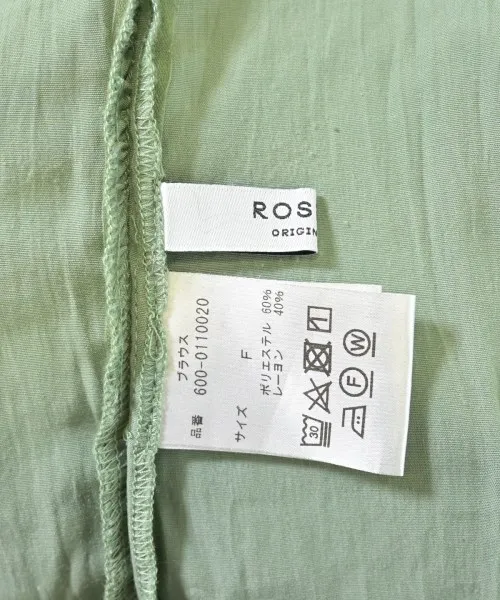 ROS
ORIGIN
ブラウス
品番 600-0110020
サイズ F
ポリエステル 60%
レーヨン 40%
30
F W